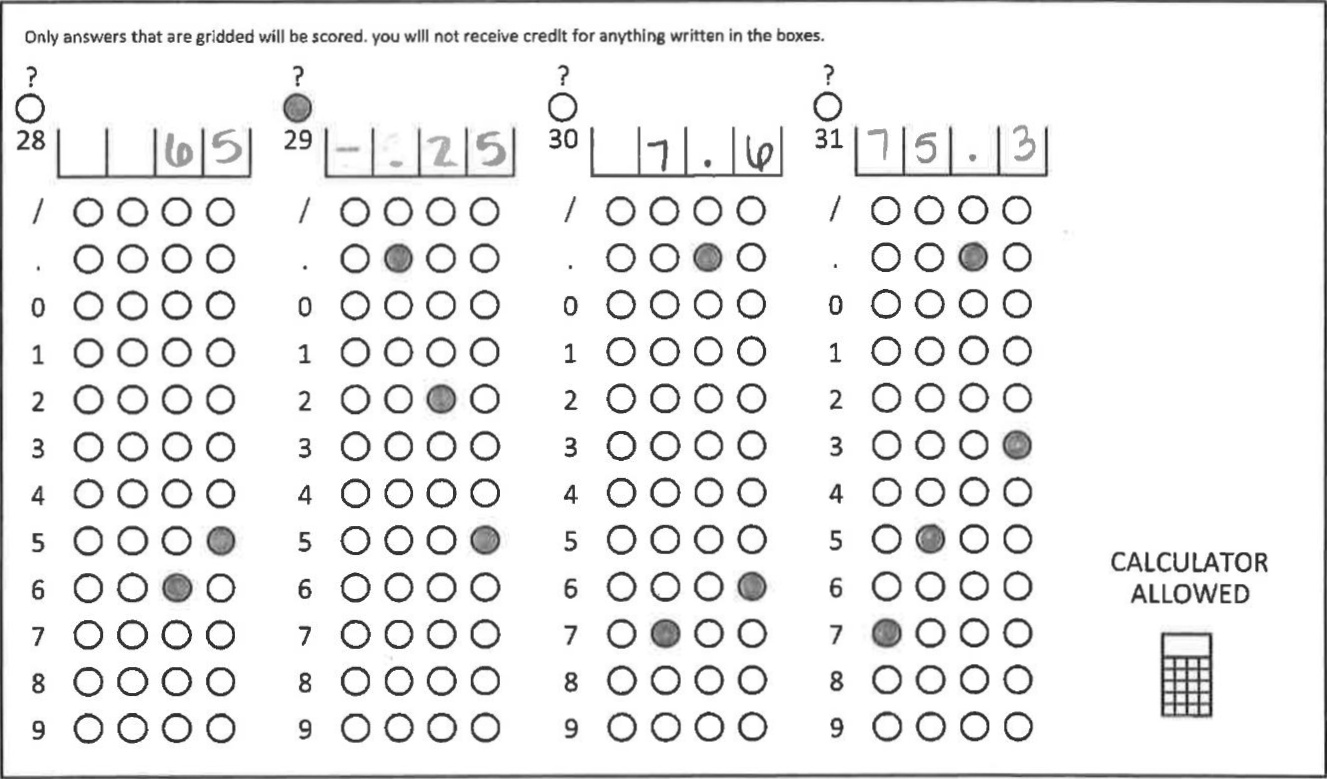 Only answers that are gridded will be scored. you will not receive credit for anything written in the boxes.
? ? ? ?
28 6 5 29 - . 2 5 30 7 . 6 31 7 5 . 3
/ / / /
. . . .
0 0 0 0
1 1 1 1
2 2 2 2
3 3 3 3
4 4 4 4
5 5 5 5
CALCULATOR
ALLOWED
6 6 6 6
7 7 7 7
8 8 8 8
9 9 9 9